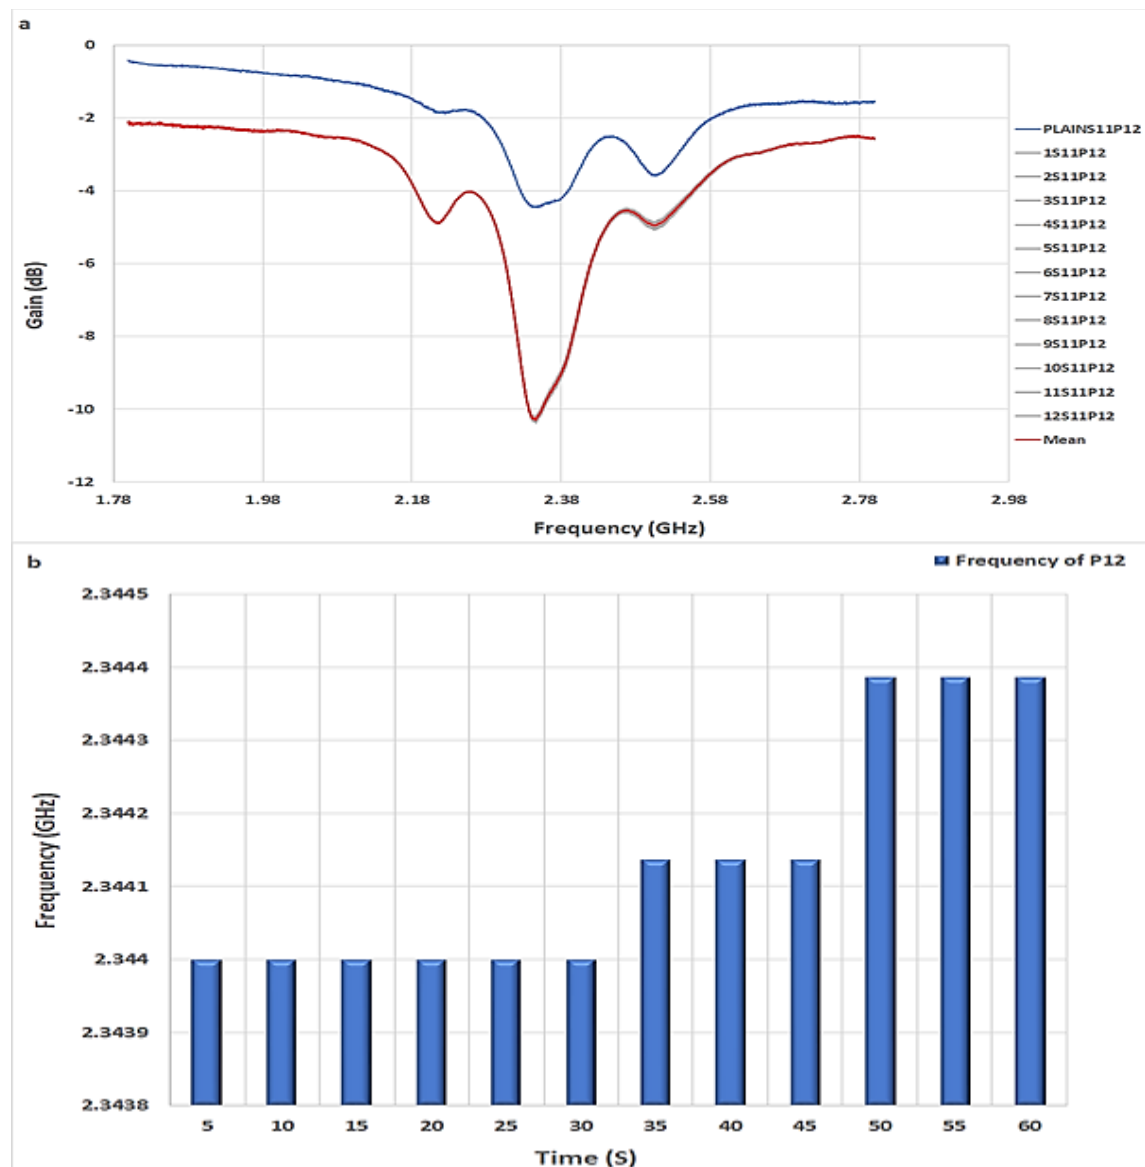 a
0
-2
-4
-6
-8
-10
-12
Gain (dB)
1.78 1.98 2.18 2.38 2.58 2.78 2.98
Frequency (GHz)
PLAINS11P12
1S11P12
2S11P12
3S11P12
4S11P12
5S11P12
6S11P12
7S11P12
8S11P12
9S11P12
10S11P12
11S11P12
12S11P12
Mean
b
Frequency of P12
2.3445
2.3444
2.3443
2.3442
2.3441
2.344
2.3439
2.3438
Frequency (GHz)
5 10 15 20 25 30 35 40 45 50 55 60
Time (S)